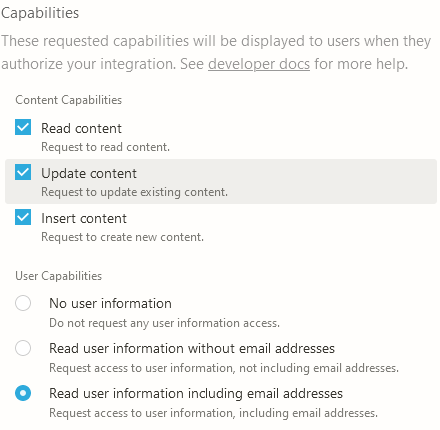 Capabilities
These requested capabilities will be displayed to users when they
authorize your integration. See developer docs for more help.
Content Capabilities
Read content
Request to read content.
Update content
Request to update existing content.
Insert content
Request to create new content.
User Capabilities
No user information
Do not request any user information access.
Read user information without email addresses
Request access to user information, not including email addresses.
Read user information including email addresses
Request access to user information, including email addresses.